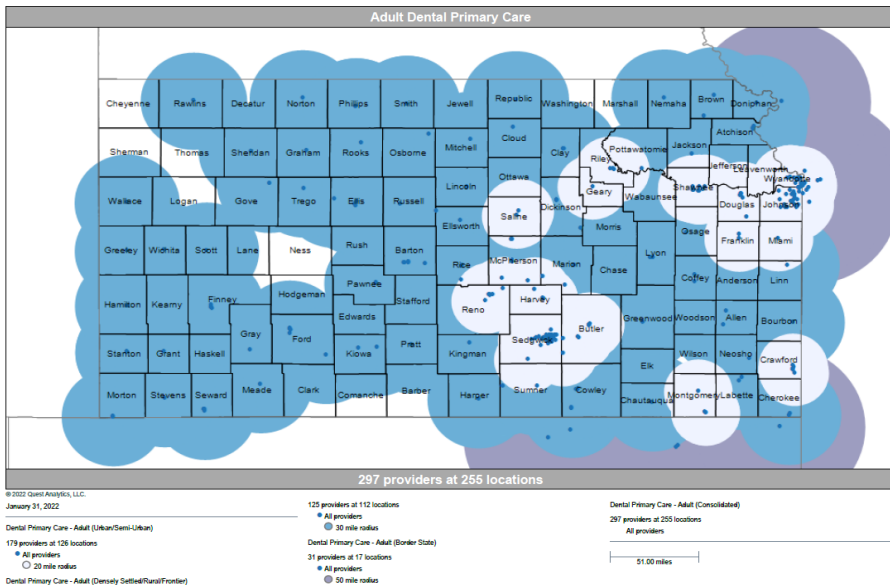 Adult Dental Primary Care
Cheyenne Rawlins Decatur Norton Phillips Smith Jewell Republic Washington Marshall Nemaha Brown Doniphan
Sherman Thomas Sheridan Graham Rooks Osborne Mitchell Cloud Clay Riley Pottawatomie Jackson Atchison
Jefferson Leavenworth Wyandotte
Wallace Logan Gove Trego Ellis Russell Lincoln Ottawa Dickinson Geary Wabaunsee Shawnee Douglas Johnson
Ellsworth Saline Morris Osage Franklin Miami
Greeley Wichita Scott Lane Ness Rush Barton Rice McPherson Marion Chase Lyon Coffey Anderson Linn
Hamilton Kearny Finney Hodgeman Pawnee Stafford Reno Harvey Butler Greenwood Woodson Allen Bourbon
Gray Ford Edwards
Stanton Grant Haskell Kiowa Pratt Kingman Sedgwick Elk Wilson Neosho Crawford
Morton Stevens Seward Meade Clark Comanche Barber Harper Sumner Cowley Chautauqua Montgomery Labette Cherokee
297 providers at 255 locations
© 2022 Quest Analytics, LLC.
January 31, 2022
Dental Primary Care - Adult (Urban/Semi-Urban)
179 providers at 126 locations
All providers
20 mile radius
Dental Primary Care - Adult (Densely Settled/Rural/Frontier)
125 providers at 112 locations
All providers
30 mile radius
Dental Primary Care - Adult (Border State)
31 providers at 17 locations
All providers
50 mile radius
Dental Primary Care - Adult (Consolidated)
297 providers at 255 locations
All providers
51.00 miles